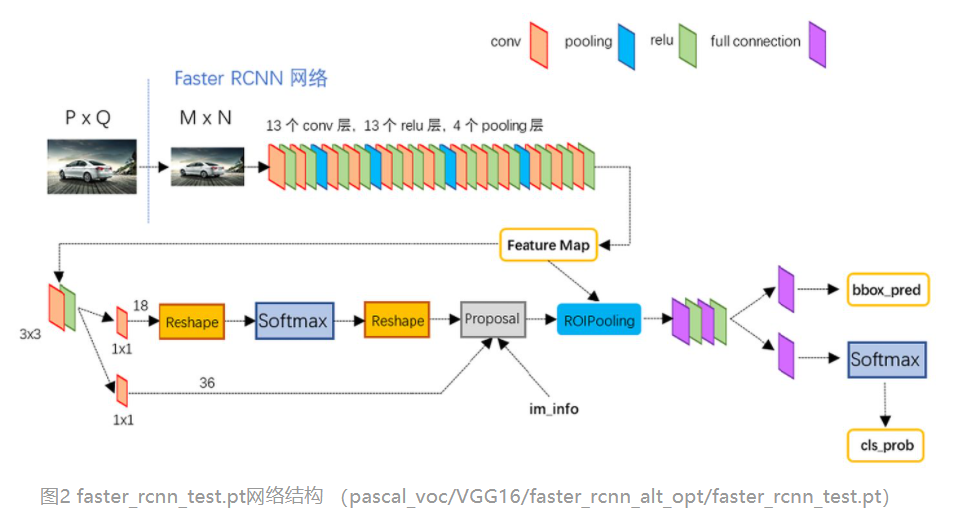 conv pooling relu full connection
Faster RCNN 网络
P x Q
M x N
13 个 conv 层，13 个 relu 层，4 个 pooling 层
Feature Map
3x3
18
1x1
Reshape
Softmax
Reshape
Proposal
ROIPooling
bbox_pred
Softmax
36
1x1
im_info
cls_prob
图2 faster_rcnn_test.pt网络结构 （pascal_voc/VGG16/faster_rcnn_alt_opt/faster_rcnn_test.pt）